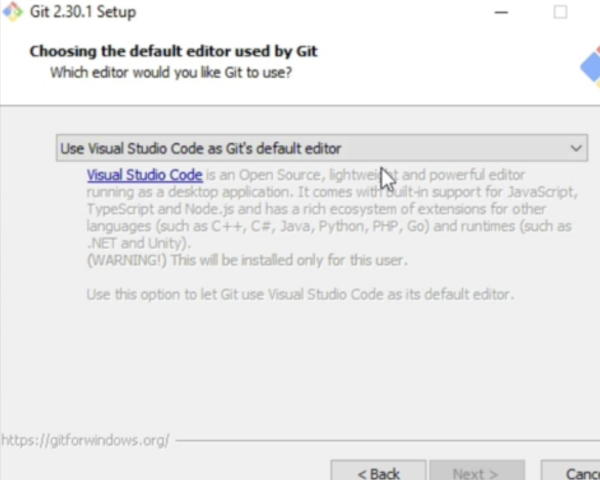 Git 2.30.1 Setup
Choosing the default editor used by Git
Which editor would you like Git to use?
Use Visual Studio Code as Git's default editor
Visual Studio Code is an Open Source, lightweight and powerful editor
running as a desktop application. It comes with built-in support for JavaScript,
TypeScript and Node.js and has a rich ecosystem of extensions for other
languages (such as C++, C#, Java, Python, PHP, Go) and runtimes (such as
.NET and Unity).
(WARNING!) This will be installed only for this user.
Use this option to let Git use Visual Studio Code as its default editor.
https://gitforwindows.org/
< Back Next > Canc